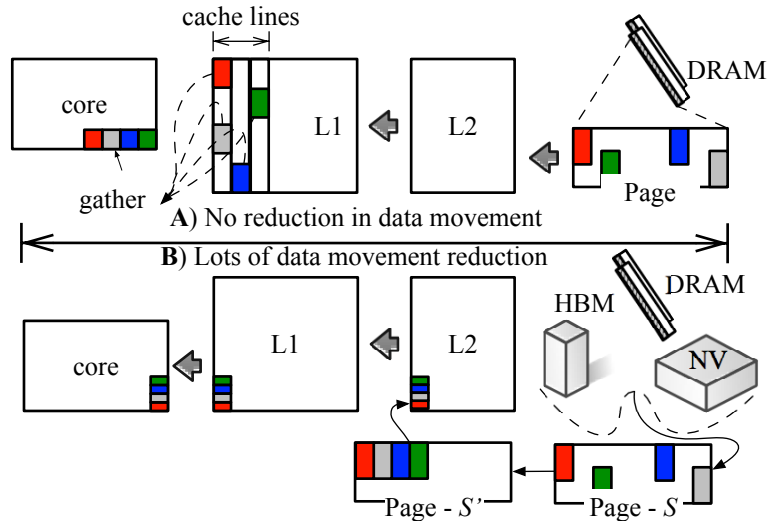 cache lines
DRAM
core
L1
L2
gather
Page
A) No reduction in data movement
B) Lots of data movement reduction
HBM
DRAM
core
L1
L2
NV
Page - S’
Page - S